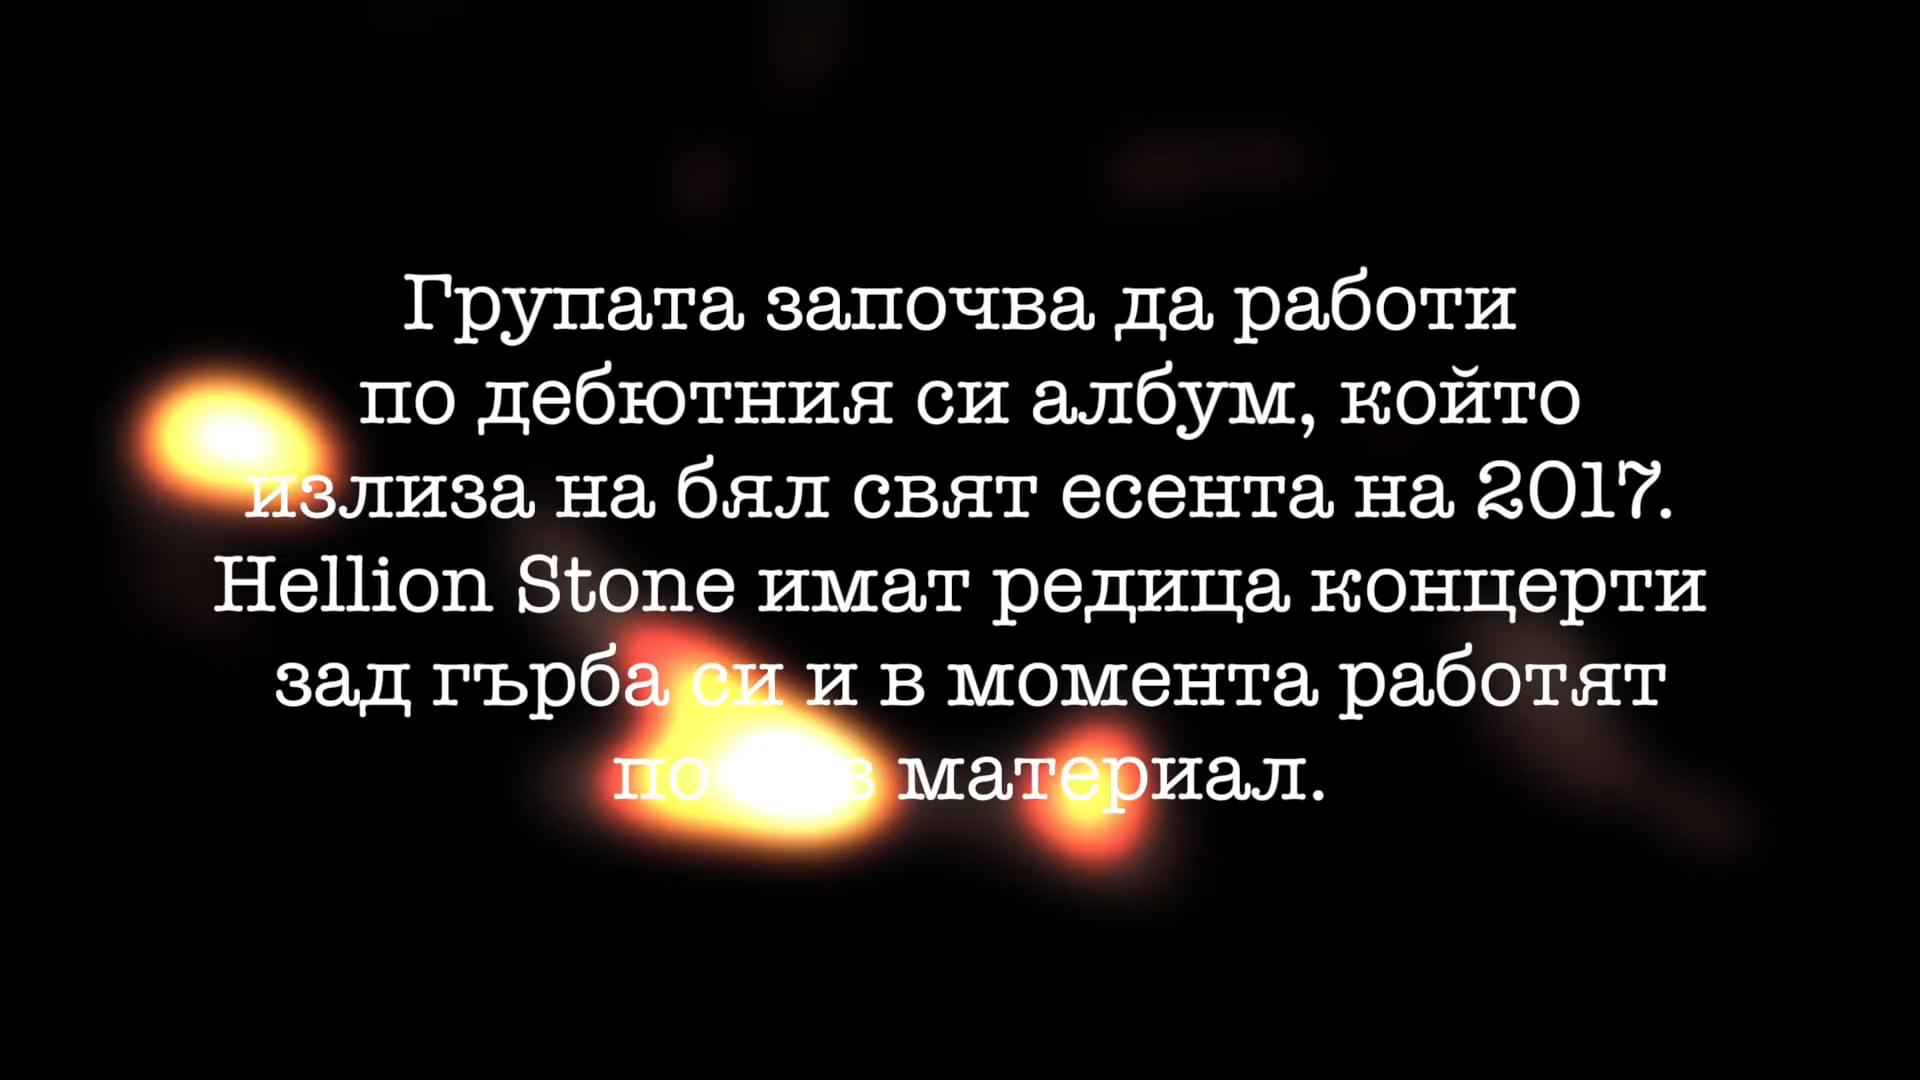 Групата започва да работи
по дебютния си албум, който
излиза на бял свят есента на 2017.
Hellion Stone имат редица концерти
зад гърба си и в момента работят
по материал.